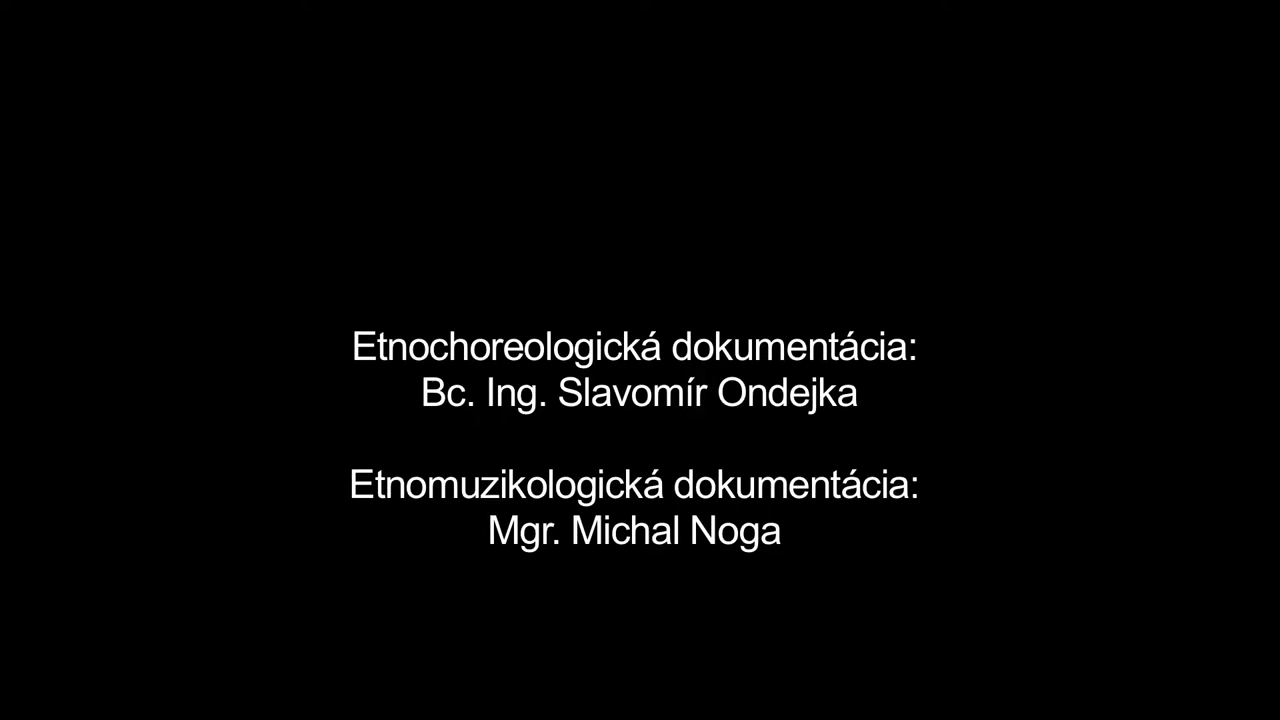 Etnochoreologická dokumentácia:
Bc. Ing. Slavomír Ondejka
Etnomuzikologická dokumentácia:
Mgr. Michal Noga